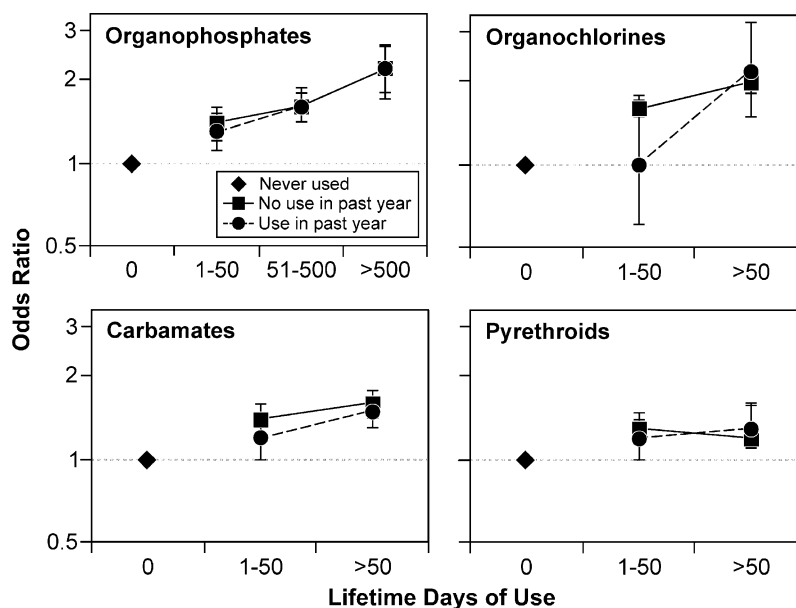 Organophosphates
3
2
1
0.5
Never used
No use in past year
Use in past year
0 1-50 51-500 >500
Organochlorines
0 1-50 >50
Odds Ratio
Carbamates
3
2
1
0.5
0 1-50 >50
Pyrethroids
0 1-50 >50
Lifetime Days of Use